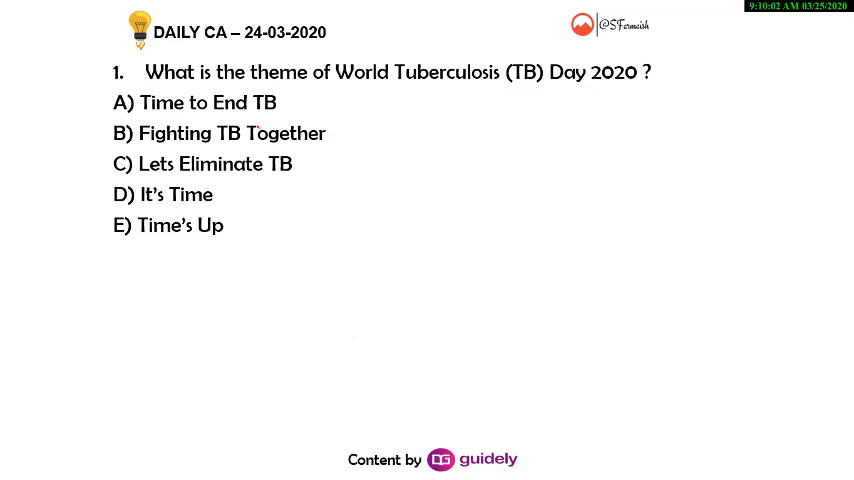 9:10:02 AM 03/25/2020
DAILY CA – 24-03-2020
@SFarmaish
1. What is the theme of World Tuberculosis (TB) Day 2020 ?
A) Time to End TB
B) Fighting TB Together
C) Lets Eliminate TB
D) It’s Time
E) Time’s Up
Content by DG guidely